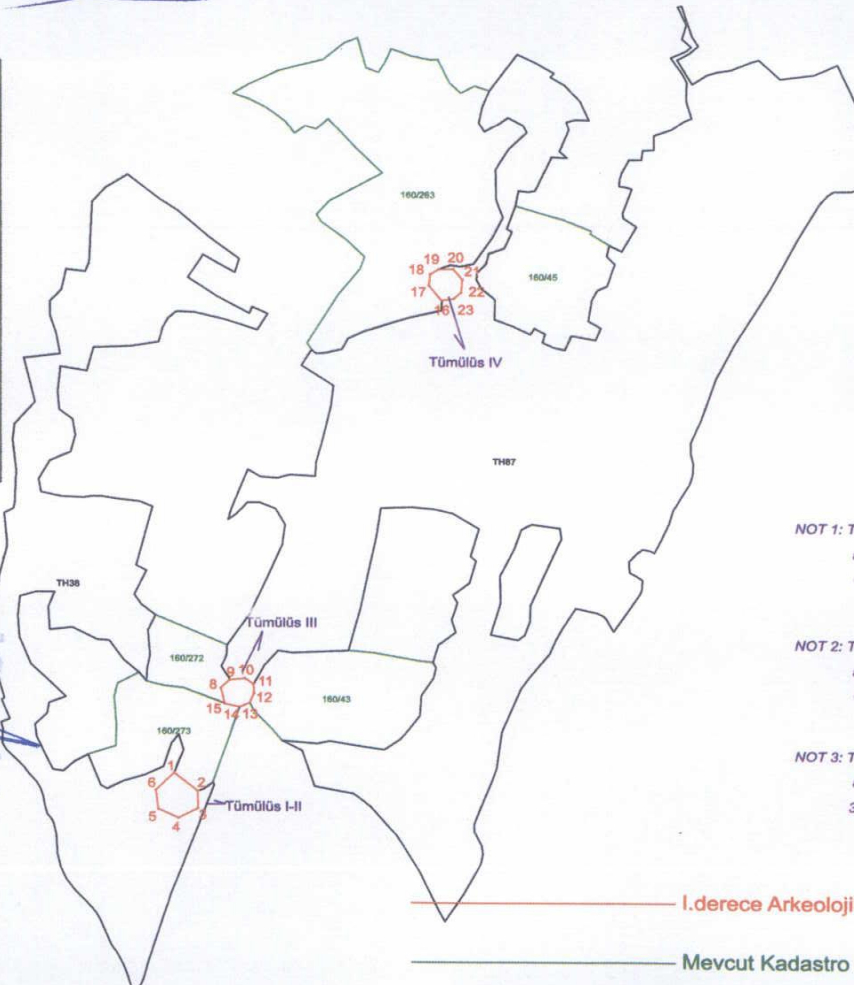 160/263
19 20
18 21
17 22
16 23
160/45
Tümülüs IV
TH87
NOT 1: T
TH38
Tümülüs III
160/272
9 10
8 11
12
15 14 13
160/43
NOT 2: T
160/273
1
6 2
5 3
4
Tümülüs I-II
NOT 3: T
3
I.derece Arkeoloji
Mevcut Kadastro